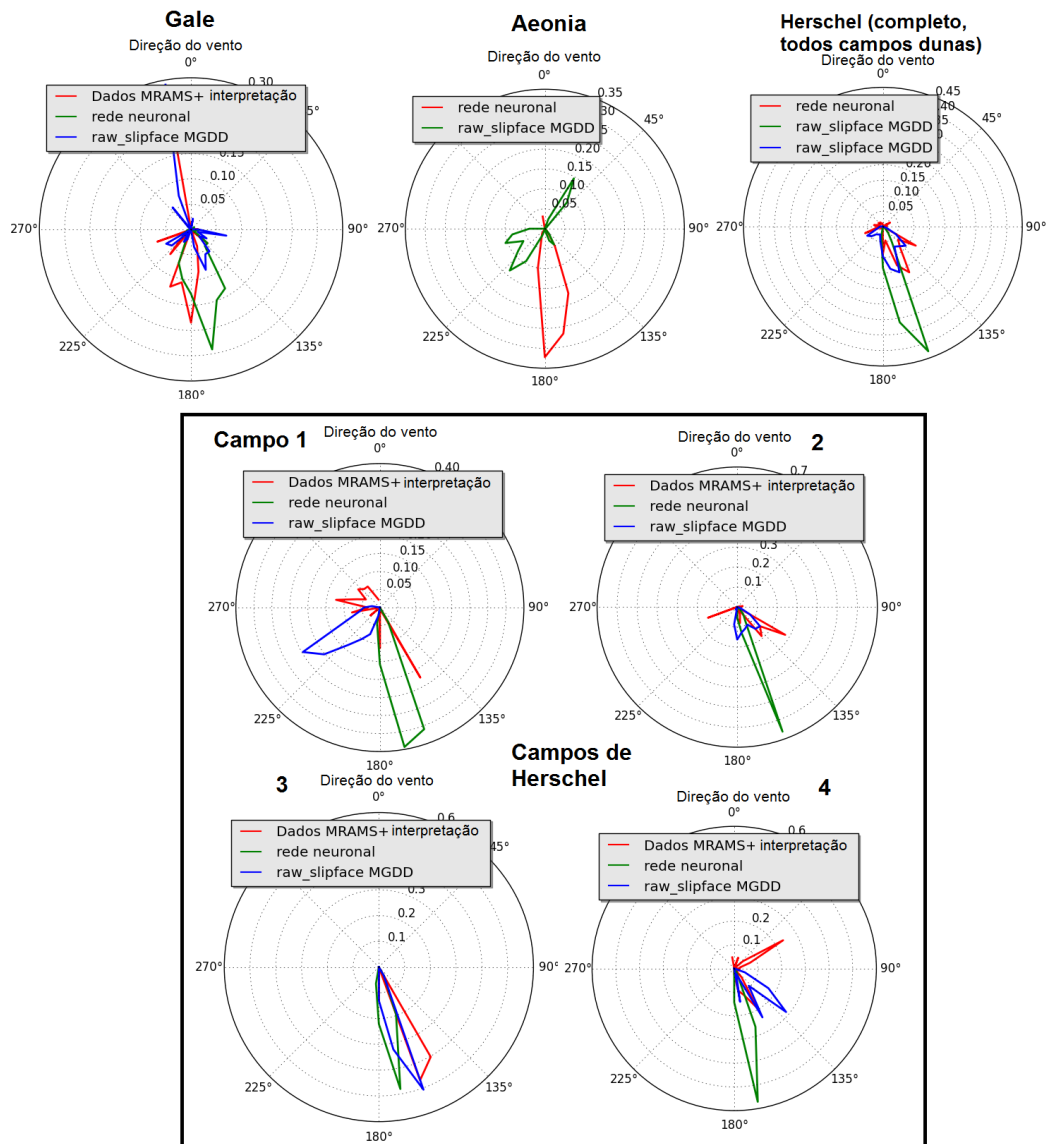 Gale
Direção do vento
0°
0.30
5°
Dados MRAMS+ interpretação
rede neuronal
raw_slipface MGDD
0.15
0.10
0.05
270°
90°
225°
135°
180°
Aeonia
Direção do vento
0°
0.35
30
25
45°
rede neuronal
raw_slipface MGDD
0.20
0.15
0.10
0.05
270°
90°
225°
135°
180°
Herschel (completo,
todos campos dunas)
Direção do vento
0°
0.45
40
45°
rede neuronal
raw_slipface MGDD
raw_slipface MGDD
0.15
0.10
0.05
270°
90°
225°
135°
180°
Campo 1
Direção do vento
0°
0.40
Dados MRAMS+ interpretação
rede neuronal
raw_slipface MGDD
0.15
0.10
0.05
270°
90°
225°
135°
180°
2
Direção do vento
0°
0.7
Dados MRAMS+ interpretação
rede neuronal
raw_slipface MGDD
0.3
0.2
0.1
270°
90°
225°
135°
180°
Campos de
Herschel
3
Direção do vento
0°
0.6
45°
Dados MRAMS+ interpretação
rede neuronal
raw_slipface MGDD
0.3
0.2
0.1
270°
90°
225°
135°
180°
4
Direção do vento
0°
0.6
Dados MRAMS+ interpretação
rede neuronal
raw_slipface MGDD
0.2
0.1
270°
90°
225°
135°
180°